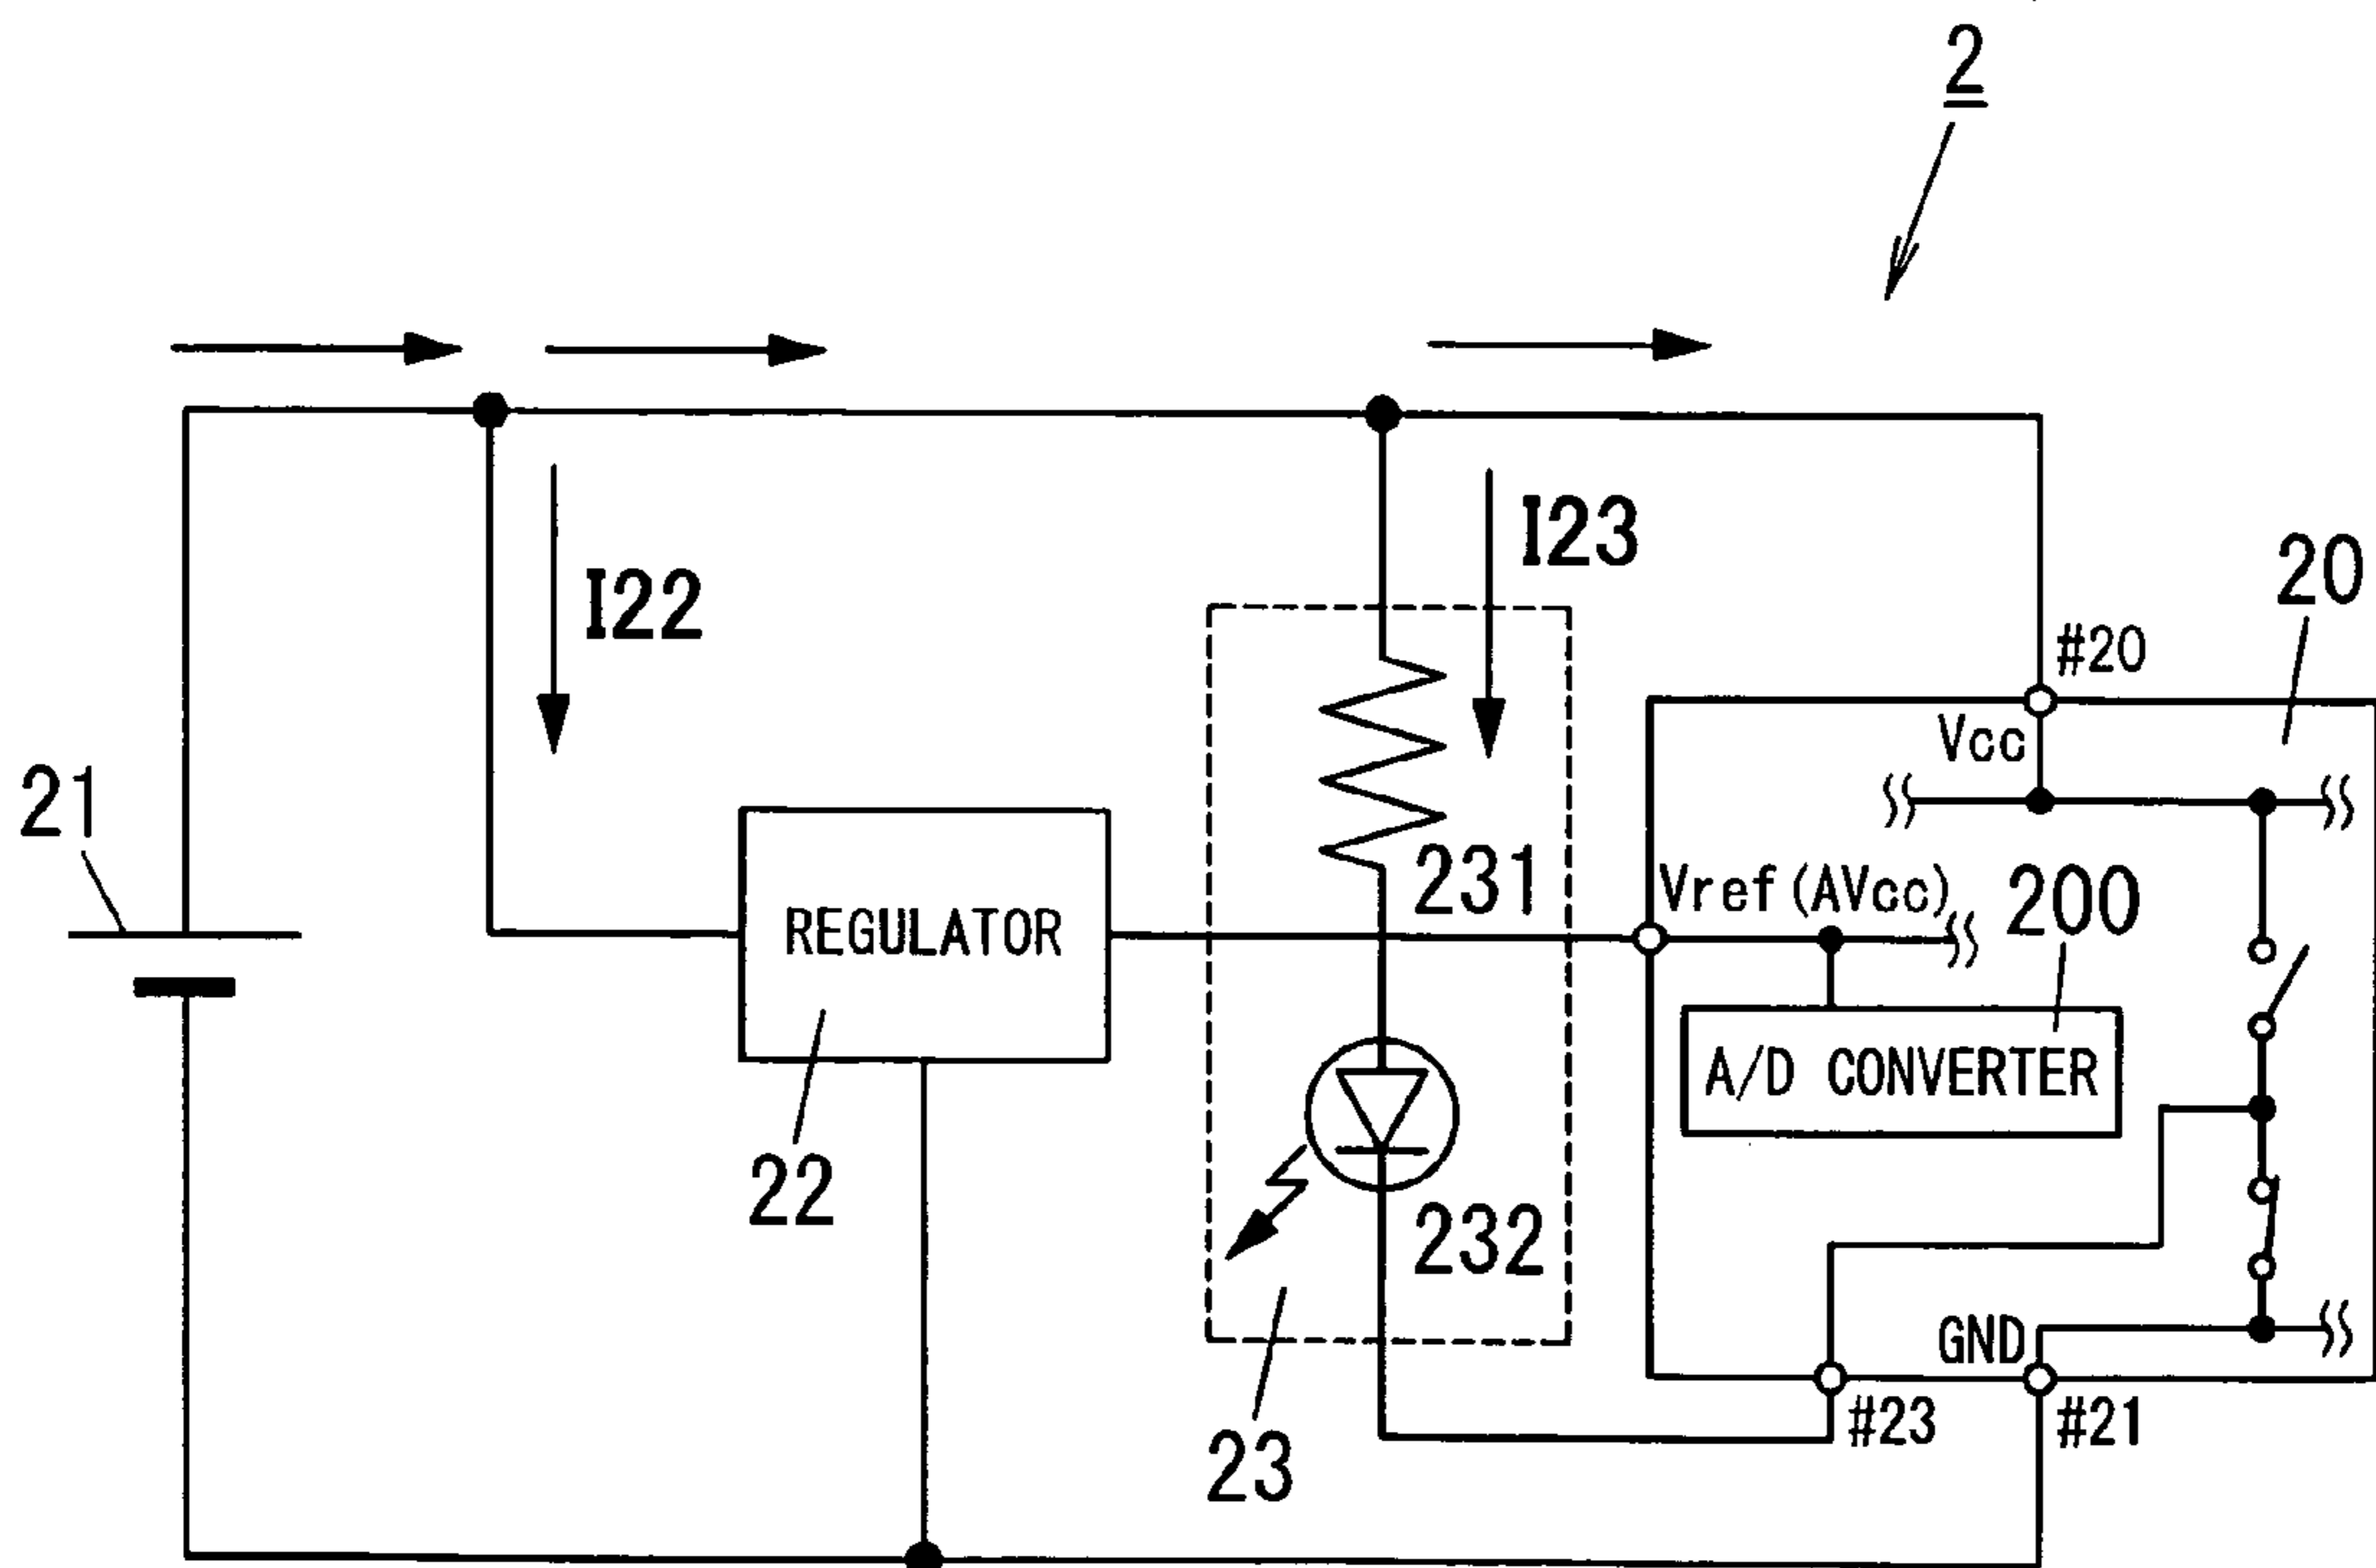 2
I23
I22
20
#20
Vcc
21
231
Vref(AVcc)
200
REGULATOR
A/D CONVERTER
22
232
GND
23
#23
#21